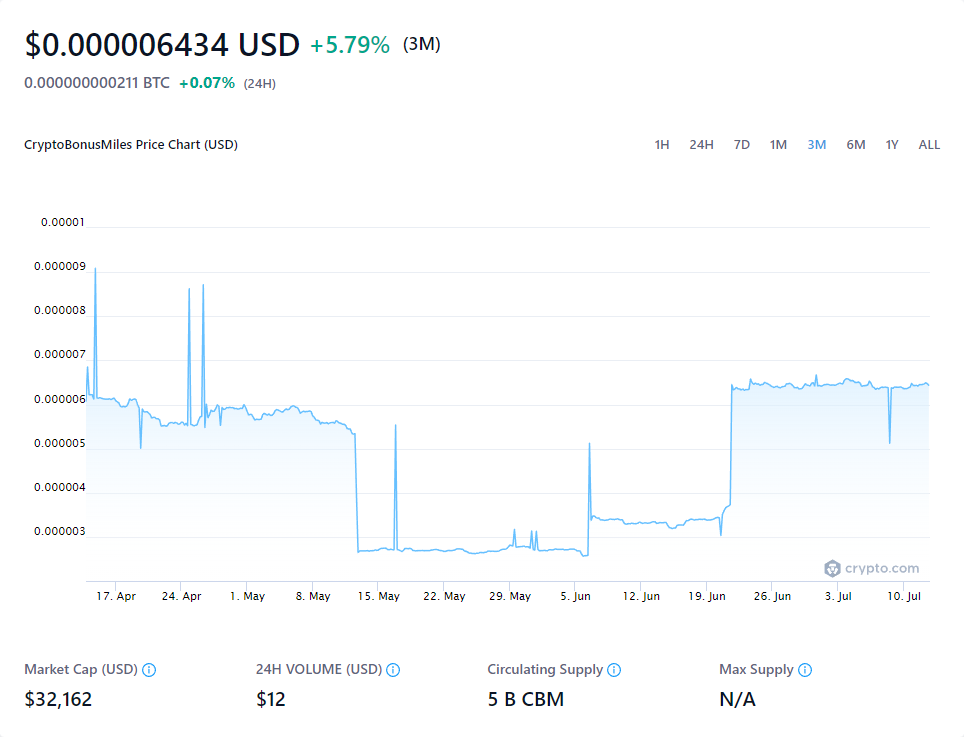 $0.000006434 USD +5.79% (3M)
0.000000000211 BTC +0.07% (24H)
CryptoBonusMiles Price Chart (USD) 1H 24H 7D 1M 3M 6M 1Y ALL
0.00001
0.000009
0.000008
0.000007
0.000006
0.000005
0.000004
0.000003
crypto.com
17. Apr 24. Apr 1. May 8. May 15. May 22. May 29. May 5. Jun 12. Jun 19. Jun 26. Jun 3. Jul 10. Jul
Market Cap (USD) 24H VOLUME (USD) Circulating Supply Max Supply
$32,162 $12 5 B CBM N/A